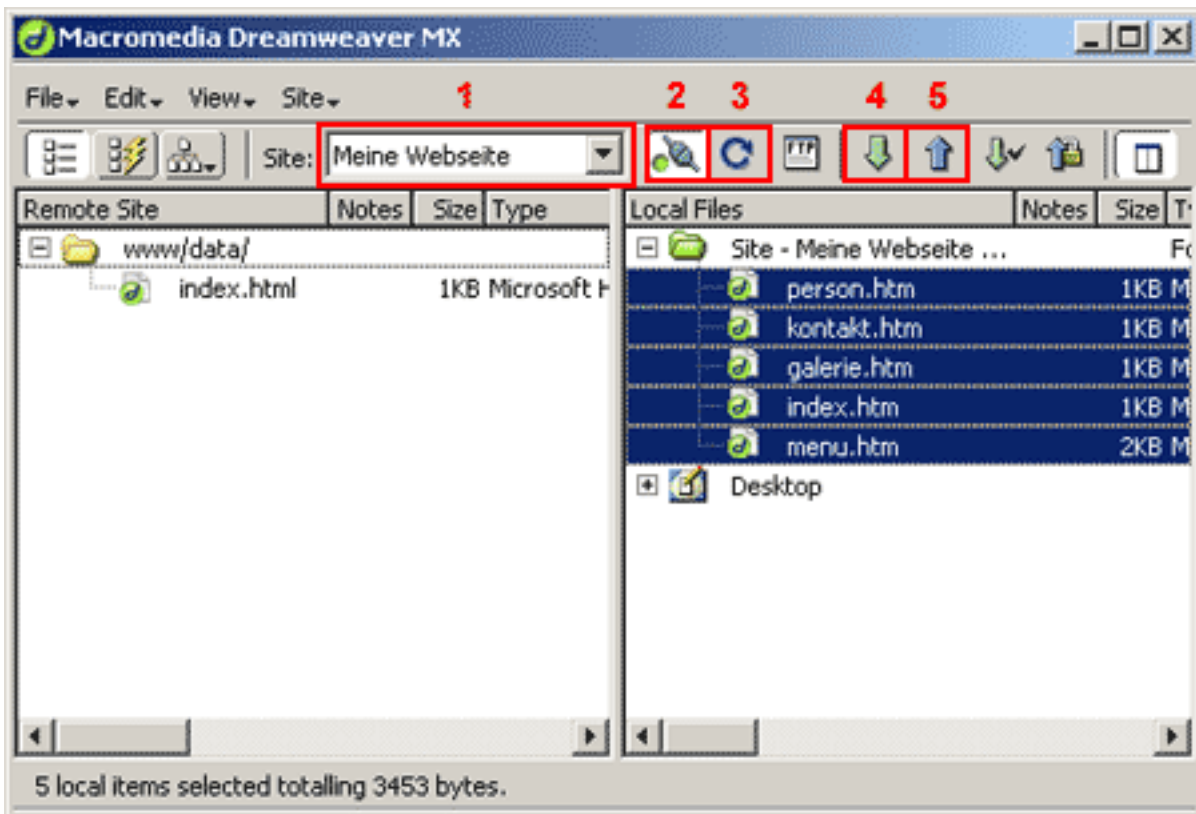 Macromedia Dreamweaver MX
File Edit View Site 1 2 3 4 5
Site: Meine Webseite FTP
Remote Site Notes Size Type Local Files Notes Size
www/data/ Site - Meine Webseite ...
index.html 1KB Microsoft person.htm 1KB M
kontakt.htm 1KB M
galerie.htm 1KB M
index.htm 1KB M
menu.htm 2KB M
Desktop
5 local items selected totalling 3453 bytes.